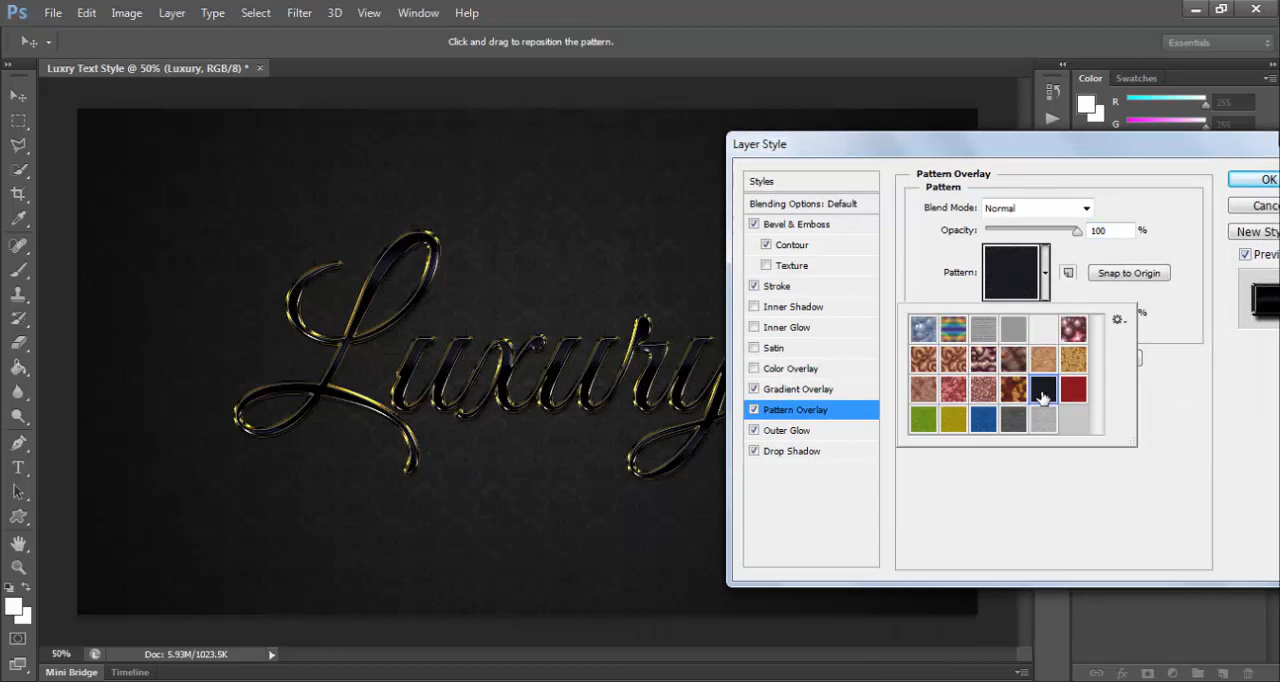 Ps File Edit Image Layer Type Select Filter 3D View Window Help
Click and drag to reposition the pattern.
Essentials
Luxry Text Style @ 50% (Luxury, RGB/8) * ×
Color Swatches
R 255
G 255
Luxury
Layer Style
Styles
Blending Options: Default
Bevel & Emboss
Contour
Texture
Stroke
Inner Shadow
Inner Glow
Satin
Color Overlay
Gradient Overlay
Pattern Overlay
Outer Glow
Drop Shadow
Pattern Overlay
Pattern
Blend Mode: Normal
Opacity: 100 %
Pattern: Snap to Origin
%
OK
Cance
New Sty
Previ
50% Doc: 5.93M/1023.5K
Mini Bridge Timeline